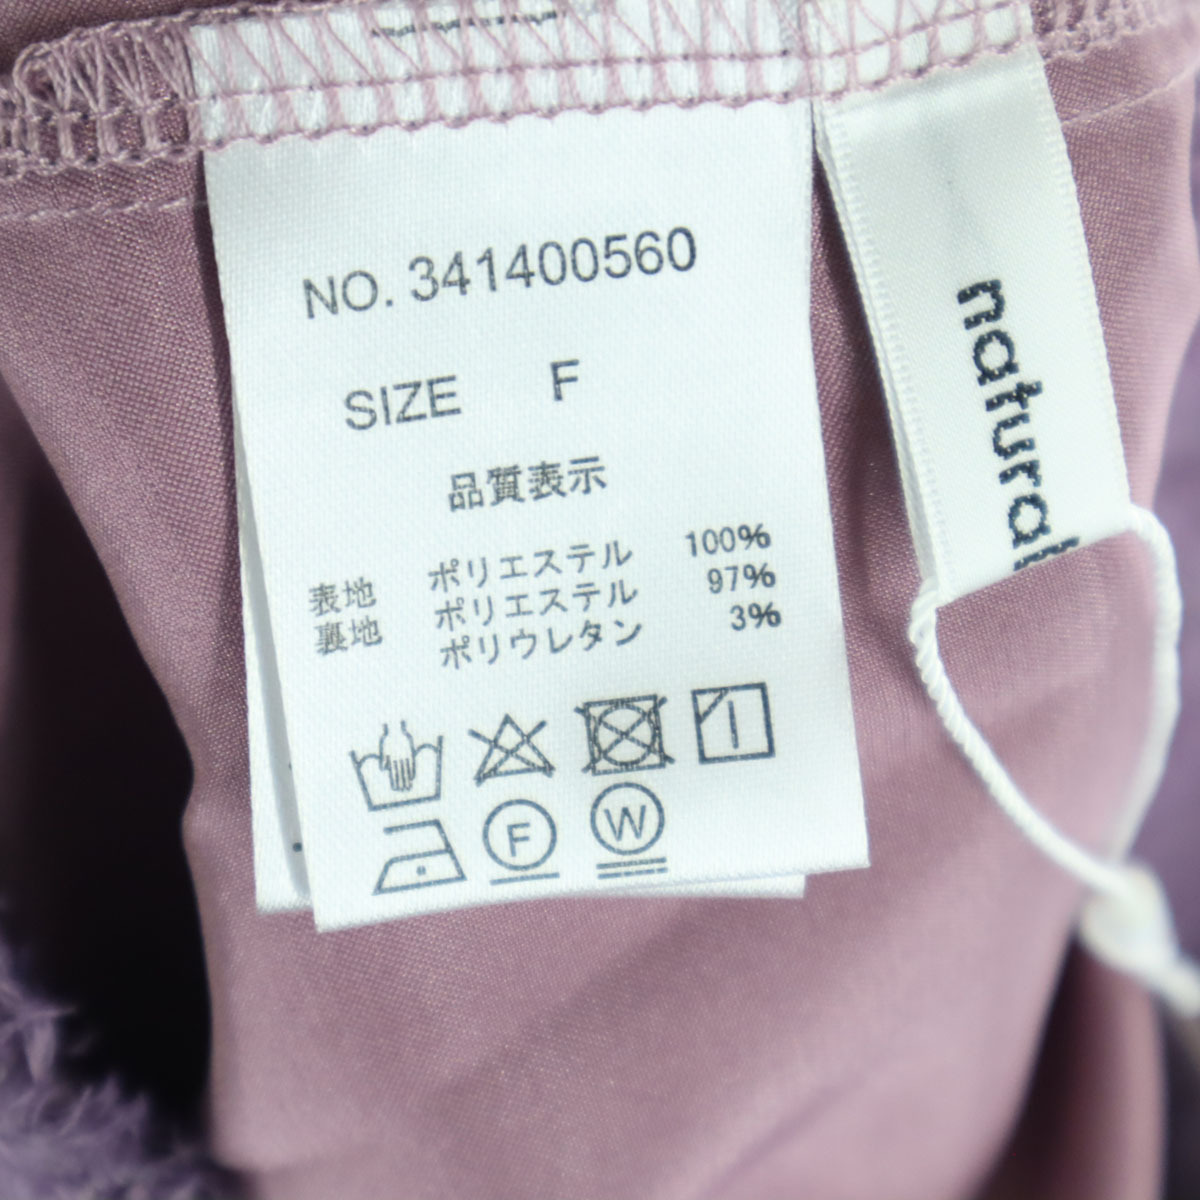 NO. 341400560
SIZE F
品質表示
表地 ポリエステル 100%
裏地 ポリエステル 97%
ポリウレタン 3%
F
W
natural